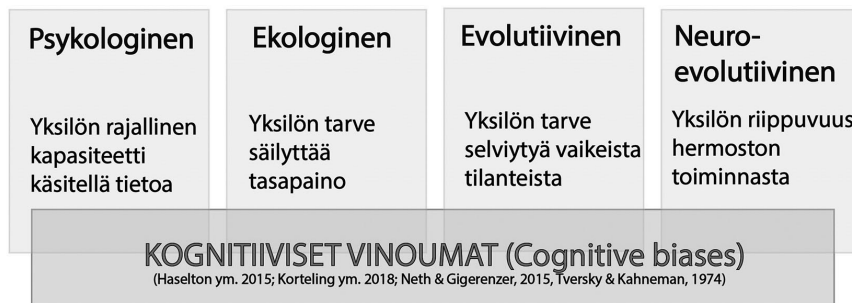 Psykologinen
Yksilön rajallinen
kapasiteetti
käsitellä tietoa
Ekologinen
Yksilön tarve
säilyttää
tasapaino
Evolutiivinen
Yksilön tarve
selviytyä vaikeista
tilanteista
Neuro-
evolutiivinen
Yksilön riippuvuus
hermoston
toiminnasta
KOGNITIIVISET VINOUMAT (Cognitive biases)
(Haselton ym. 2015; Korteling ym. 2018; Neth & Gigerenzer, 2015, Tversky & Kahneman, 1974)